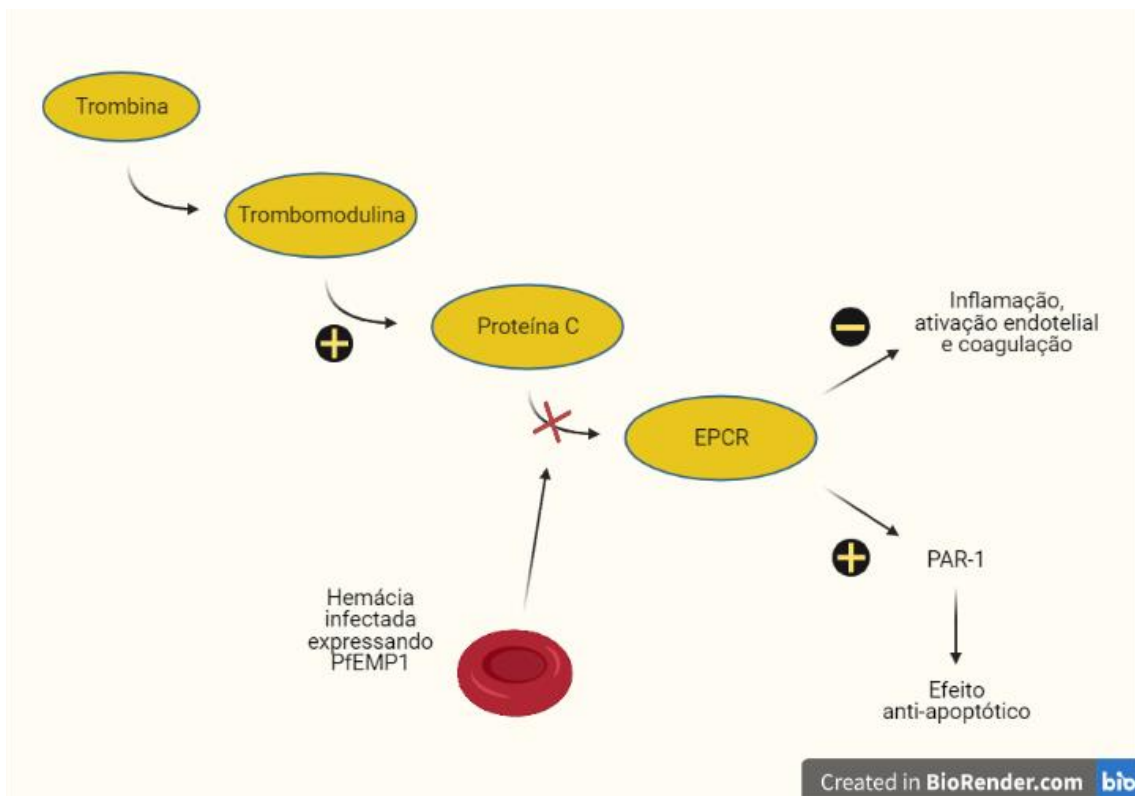 Trombina
Trombomodulina
Proteína C
Inflamação,
ativação endotelial
e coagulação
EPCR
PAR-1
Hemácia
infectada
expressando
PfEMP1
Efeito
anti-apoptótico
Created in BioRender.com bio